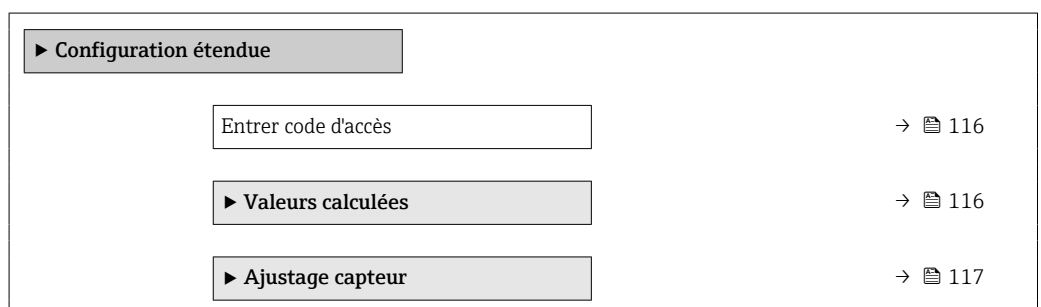 ▶ Configuration étendue
Entrer code d'accès → 116
▶ Valeurs calculées → 116
▶ Ajustage capteur → 117